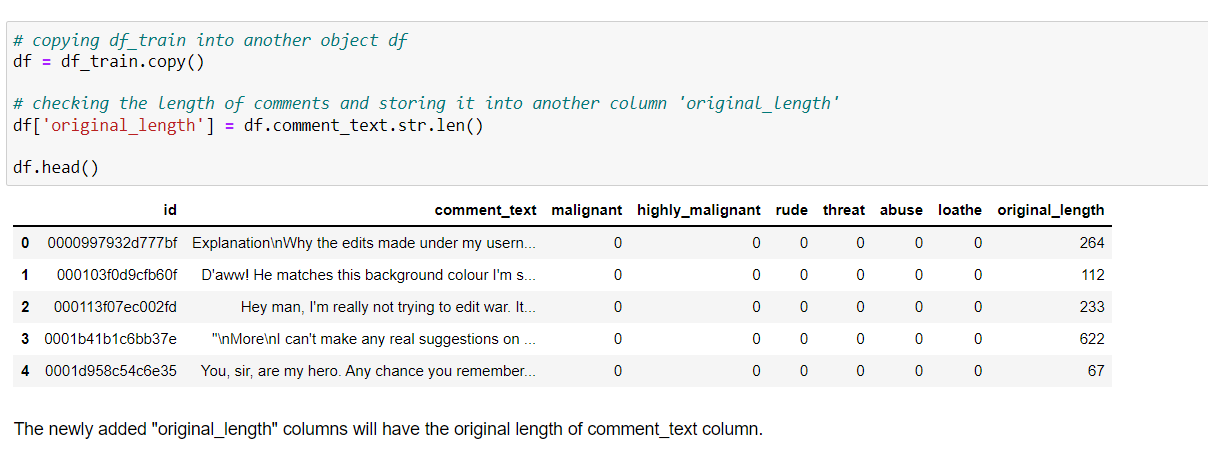 # copying df_train into another object df
df = df_train.copy()
# checking the length of comments and storing it into another column 'original_length'
df['original_length'] = df.comment_text.str.len()
df.head()
id comment_text malignant highly_malignant rude threat abuse loathe original_length
0 0000997932d777bf Explanation\nWhy the edits made under my usern... 0 0 0 0 0 0 264
1 000103f0d9cfb60f D'aww! He matches this background colour I'm s... 0 0 0 0 0 0 112
2 000113f07ec002fd Hey man, I'm really not trying to edit war. It... 0 0 0 0 0 0 233
3 0001b41b1c6bb37e "\nMore\nI can't make any real suggestions on ... 0 0 0 0 0 0 622
4 0001d958c54c6e35 You, sir, are my hero. Any chance you remember... 0 0 0 0 0 0 67
The newly added "original_length" columns will have the original length of comment_text column.